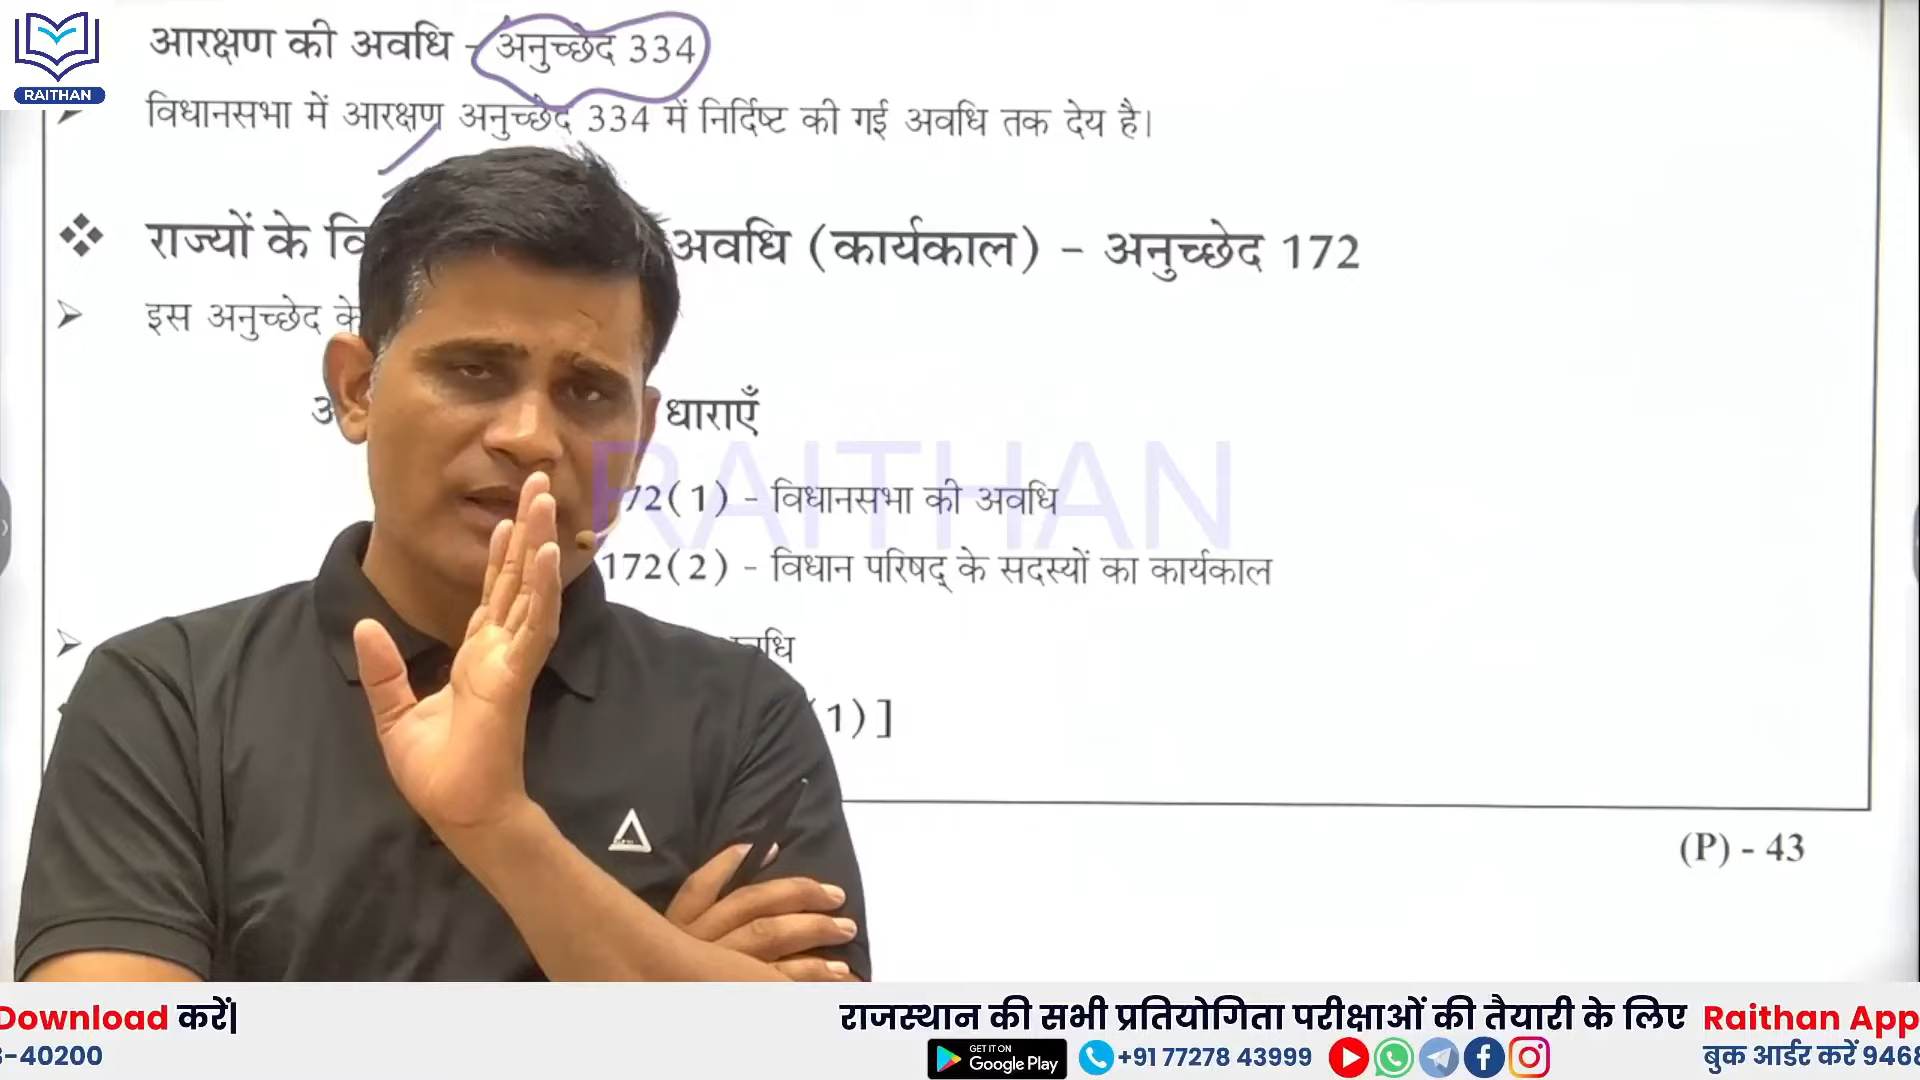 RAITHAN
आरक्षण की अवधि - अनुच्छेद 334
विधानसभा में आरक्षण अनुच्छेद 334 में निर्दिष्ट की गई अवधि तक देय है।
राज्यों के अवधि (कार्यकाल) - अनुच्छेद 172
इस अनुच्छेद के
धाराएँ
RAITHAN
72(1) - विधानसभा की अवधि
172(2) - विधान परिषद् के सदस्यों का कार्यकाल
(1)]
(P) - 43
Download करें|
राजस्थान की सभी प्रतियोगिता परीक्षाओं की तैयारी के लिए Raithan App
-40200
GET IT ON
Google Play
+91 77278 43999
बुक आर्डर करें 9468